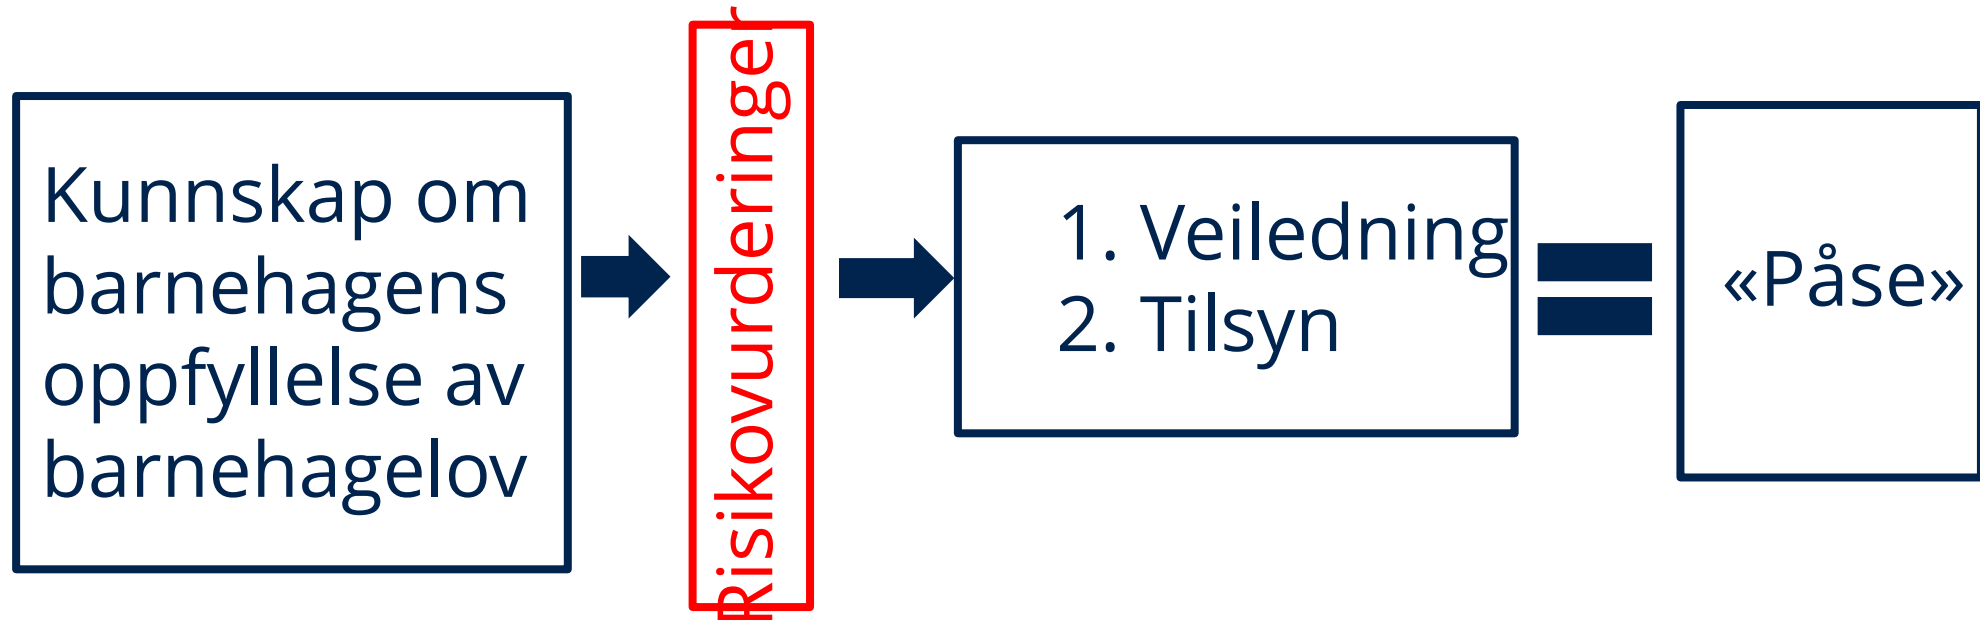 Kunnskap om
barnehagens
oppfyllelse av
barnehagelov
Risikovurderinger
1. Veiledning
2. Tilsyn
«Påse»